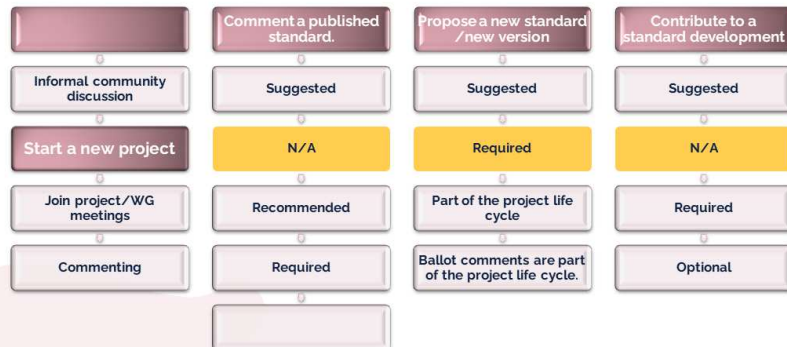 Comment a published
standard.
Propose a new standard
/new version
Contribute to a
standard development
Informal community
discussion
Suggested
Suggested
Suggested
Start a new project
N/A
Required
N/A
Join project/WG
meetings
Recommended
Part of the project life
cycle
Required
Commenting
Required
Ballot comments are part
of the project life cycle.
Optional